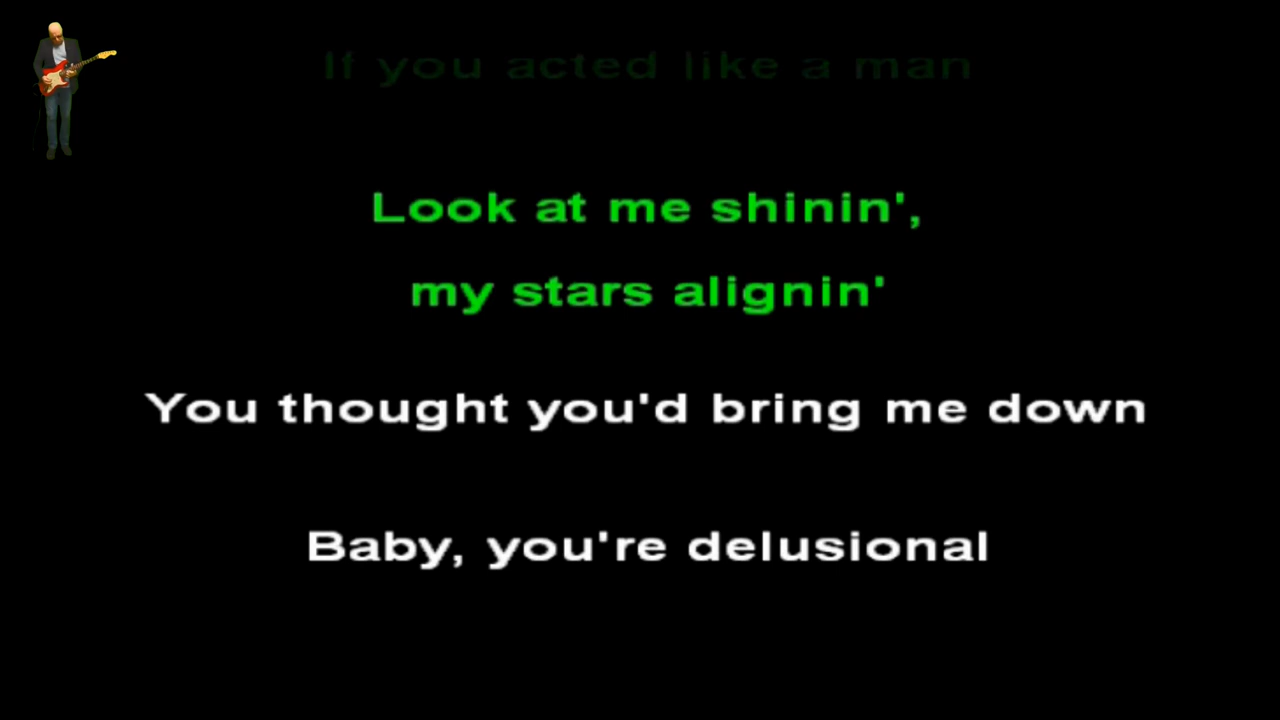 If you acted like a man
Look at me shinin',
my stars alignin'
You thought you'd bring me down
Baby, you're delusional